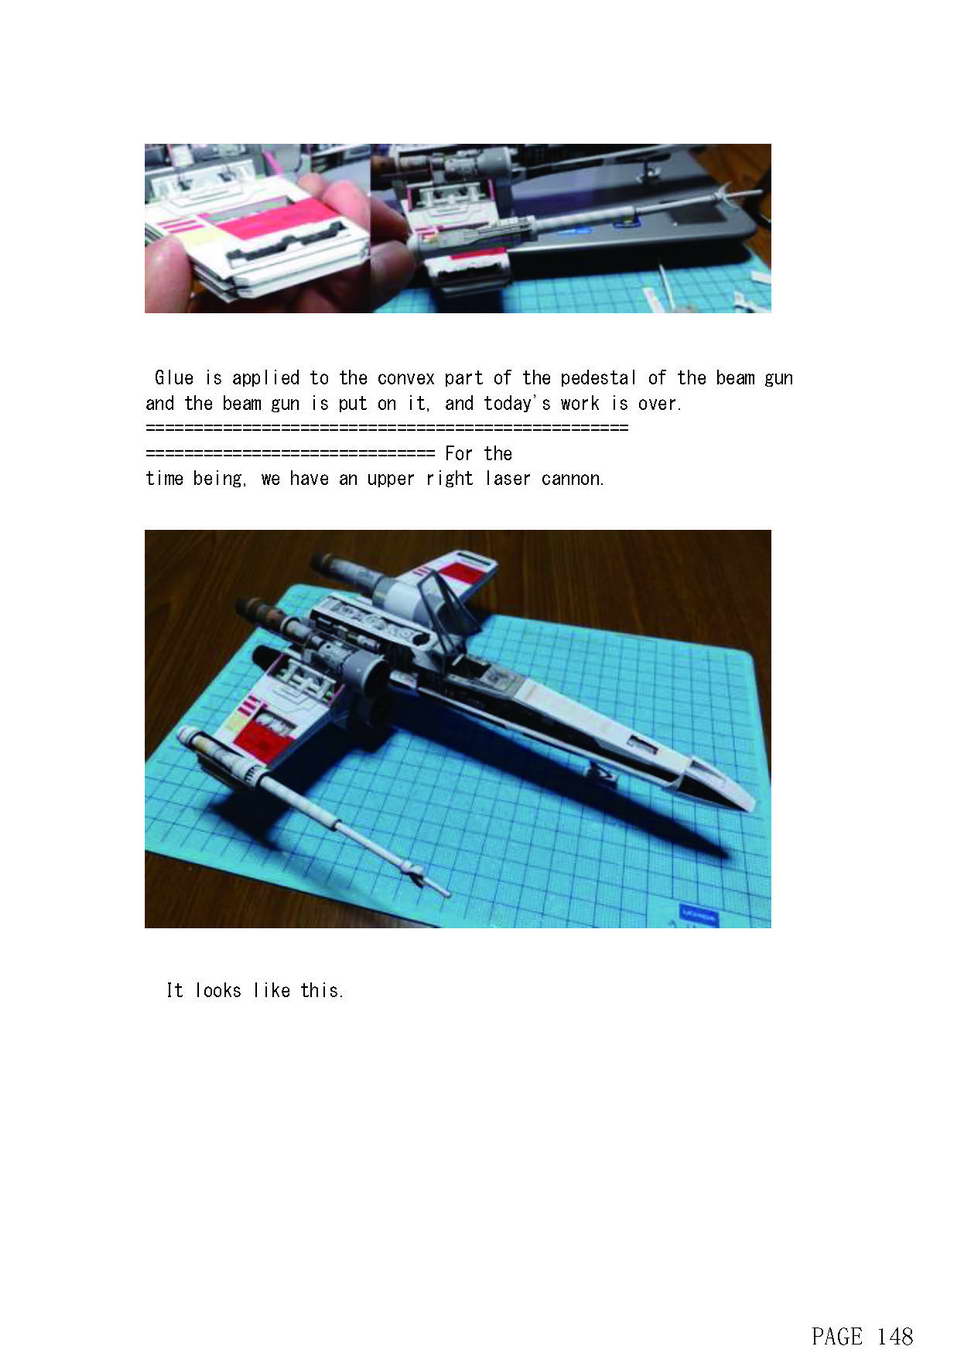 Glue is applied to the convex part of the pedestal of the beam gun
and the beam gun is put on it, and today's work is over.
==================================================
============================== For the
time being, we have an upper right laser cannon.
It looks like this.
PAGE 148